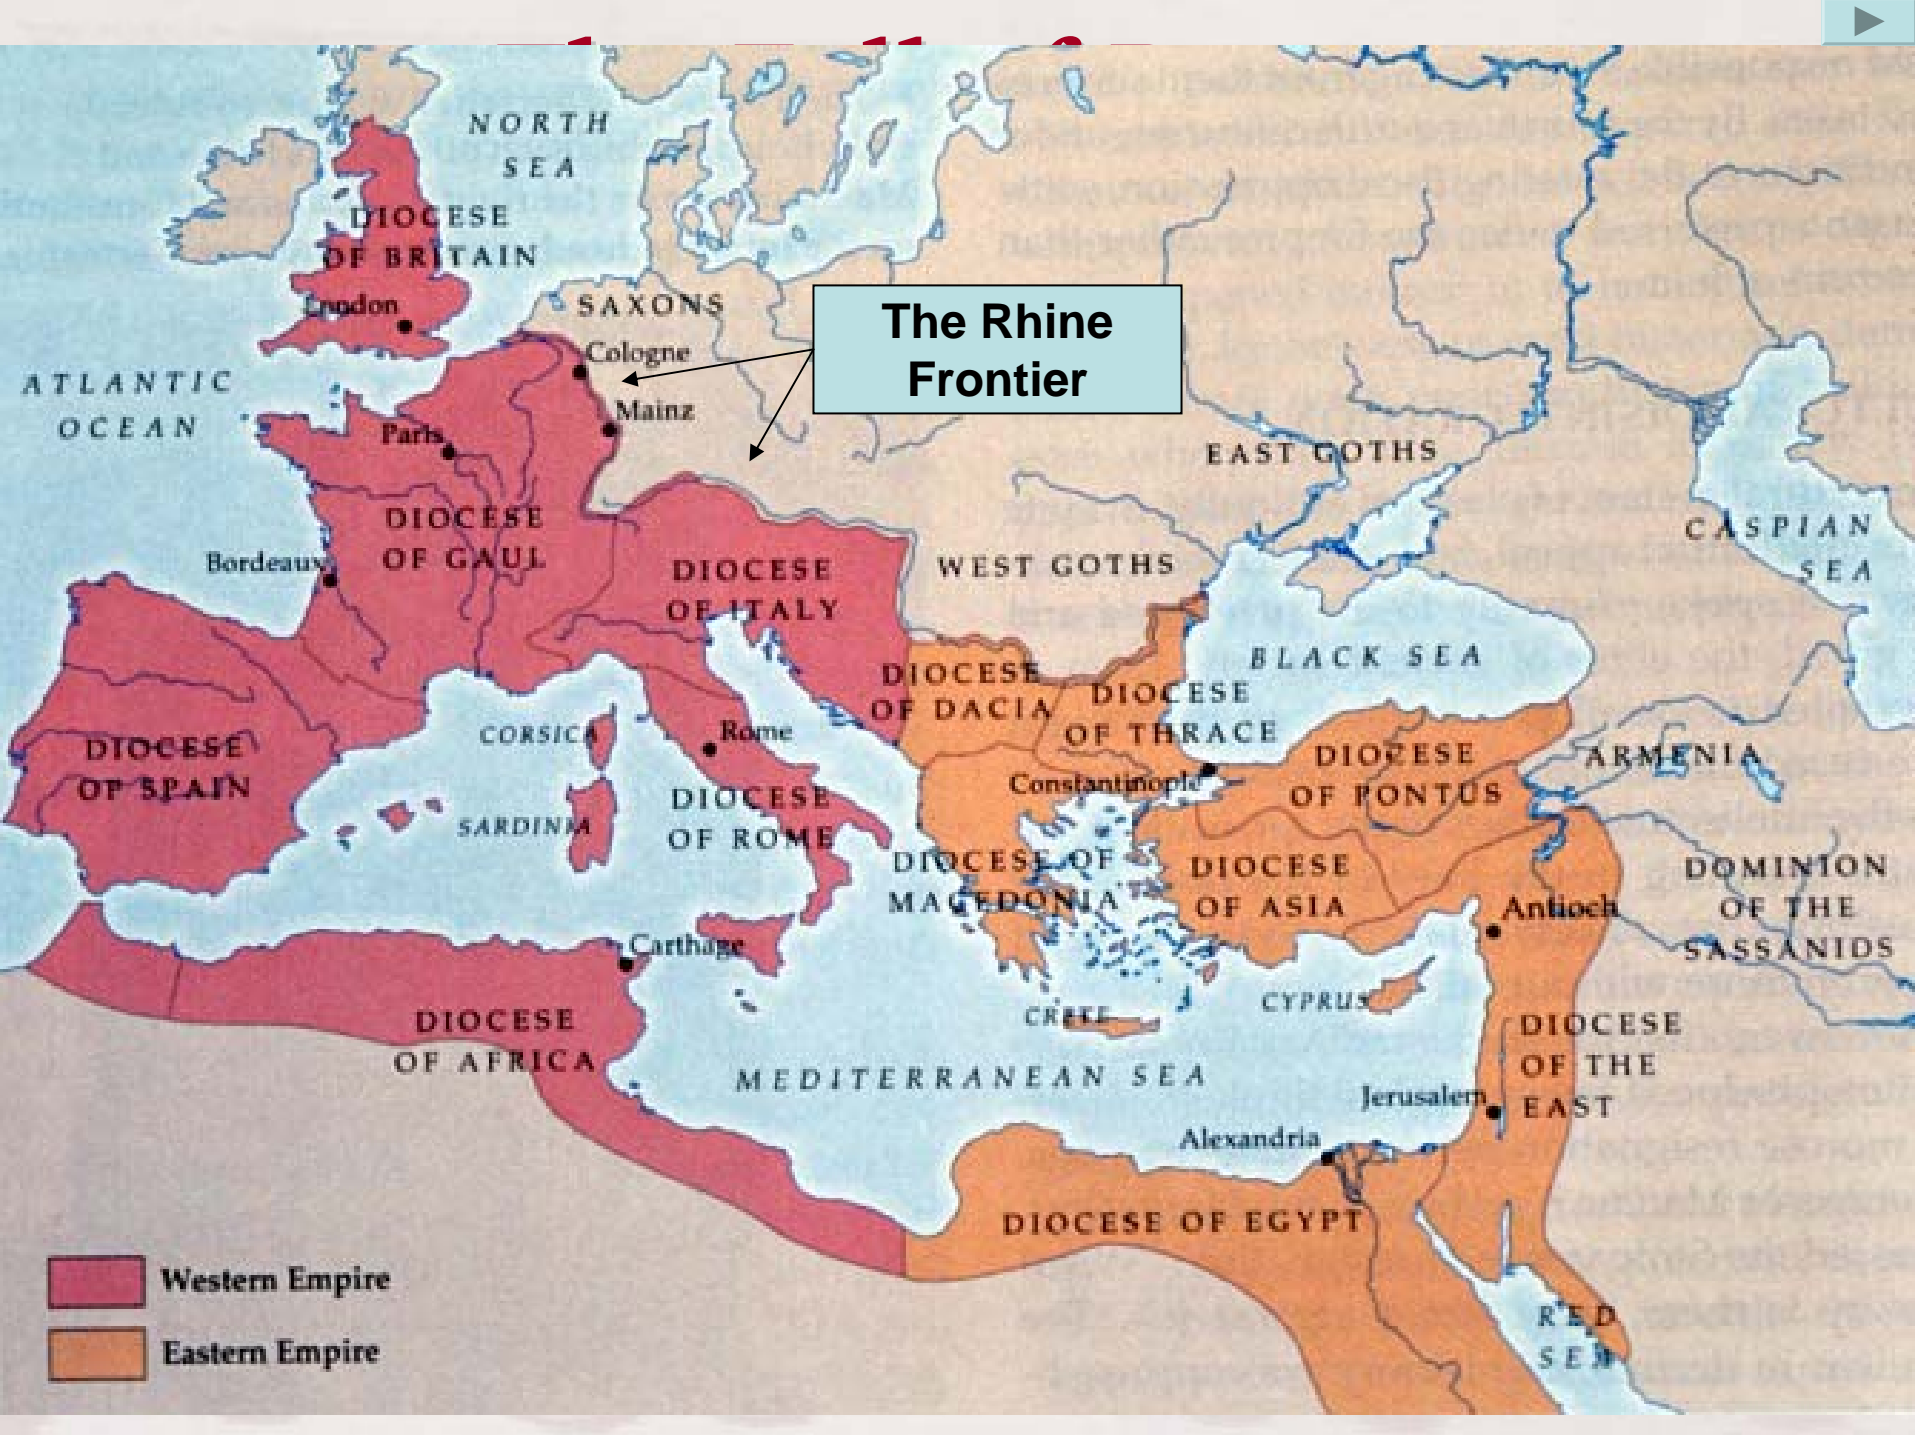 NORTH
SEA
DIOCESE
OF BRITAIN
London
SAXONS
The Rhine
Frontier
Cologne
Mainz
ATLANTIC
OCEAN
Paris
EAST GOTHS
DIOCESE
OF GAUL
CASPIAN
SEA
Bordeaux
DIOCESE
OF ITALY
WEST GOTHS
BLACK SEA
DIOCESE
OF DACIA
DIOCESE
OF THRACE
CORSICA
Rome
DIOCESE
OF SPAIN
DIOCESE
OF PONTUS
ARMENIA
Constantinople
SARDINIA
DIOCESE
OF ROME
DIOCESE OF
MACEDONIA
DIOCESE
OF ASIA
DOMINION
OF THE
SASSANIDS
Antioch
Carthage
CRETE
CYPRUS
DIOCESE
OF AFRICA
DIOCESE
OF THE
EAST
MEDITERRANEAN SEA
Jerusalem
Alexandria
DIOCESE OF EGYPT
Western Empire
Eastern Empire
RED
SEA